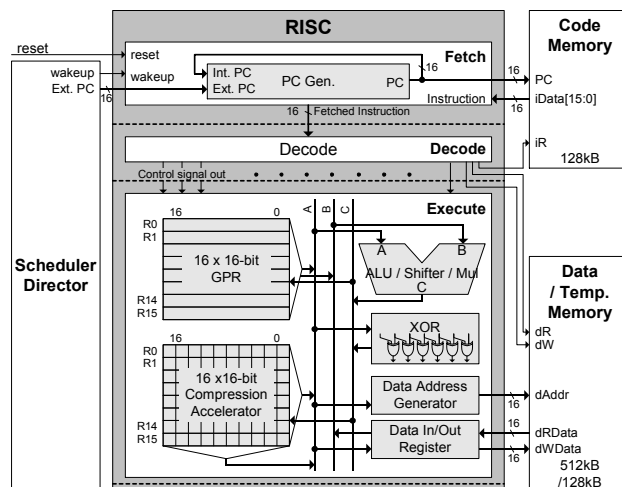 RISC
Code
Memory
reset
reset
Fetch
Scheduler
Director
wakeup
wakeup
Int. PC
PC Gen.
PC
16
16
PC
Ext. PC
16
Ext. PC
Instruction
16
iData[15:0]
16
Fetched Instruction
Decode
Decode
iR
128kB
Control signal out
A
B
C
Execute
16
0
R0
R1
16 x 16-bit
GPR
R14
R15
A
B
ALU / Shifter / Mul
C
Data
/ Temp.
Memory
dR
dW
XOR
16
0
R0
R1
16 x16-bit
Compression
Accelerator
R14
R15
Data Address
Generator
16
dAddr
Data In/Out
Register
16
dRData
16
dWData
512kB
/128kB